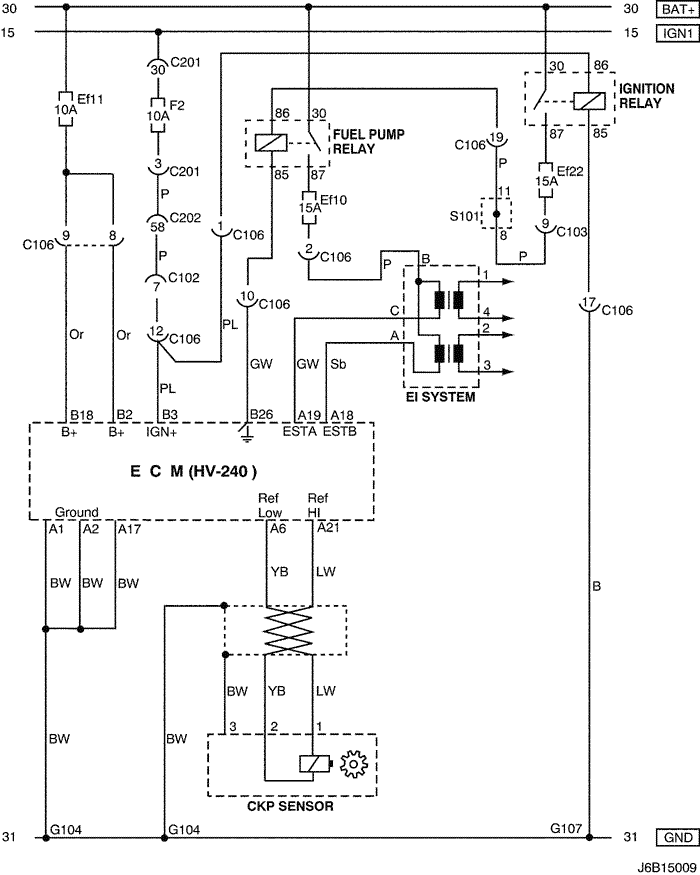 30 30 BAT+
15 15 IGN1
30 C201 30 86
Ef11 F2 IGNITION
10A 10A RELAY
86 30
FUEL PUMP
RELAY
87 85
19
C106
P
3 C201
85 87
Ef22
15A
P
Ef10
15A
11
S101
8
9 C103
58 C202
1 C106
9 8
C106
P
2 C106
P
P B
C102
7
10 C106
1
17 C106
C 4
2
Or Or
12 C106
PL
A
3
GW GW Sb
EI SYSTEM
PL
B18 B2 B3 B26 A19 A18
B+ B+ IGN+ ESTA ESTB
E C M (HV-240 )
Ground
Ref Ref
Low HI
A1 A2 A17 A6 A21
BW BW BW YB LW
B
BW YB LW
3 2 1
BW BW
CKP SENSOR
31 G104 G104 G107 31 GND
J6B15009